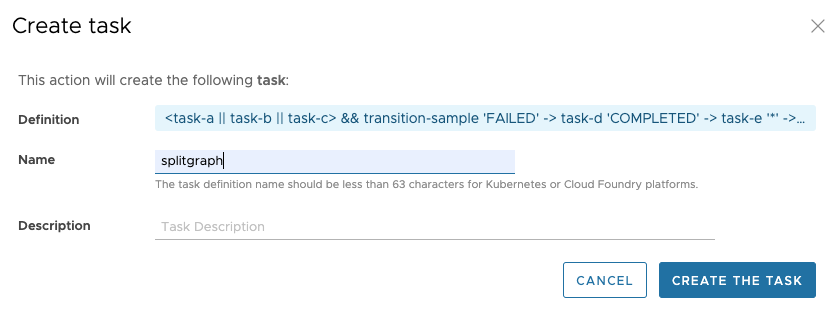 Create task
This action will create the following task:
Definition
<task-a || task-b || task-c> && transition-sample 'FAILED' -> task-d 'COMPLETED' -> task-e '*' ->...
Name
splitgraph
The task definition name should be less than 63 characters for Kubernetes or Cloud Foundry platforms.
Description
Task Description
CANCEL
CREATE THE TASK